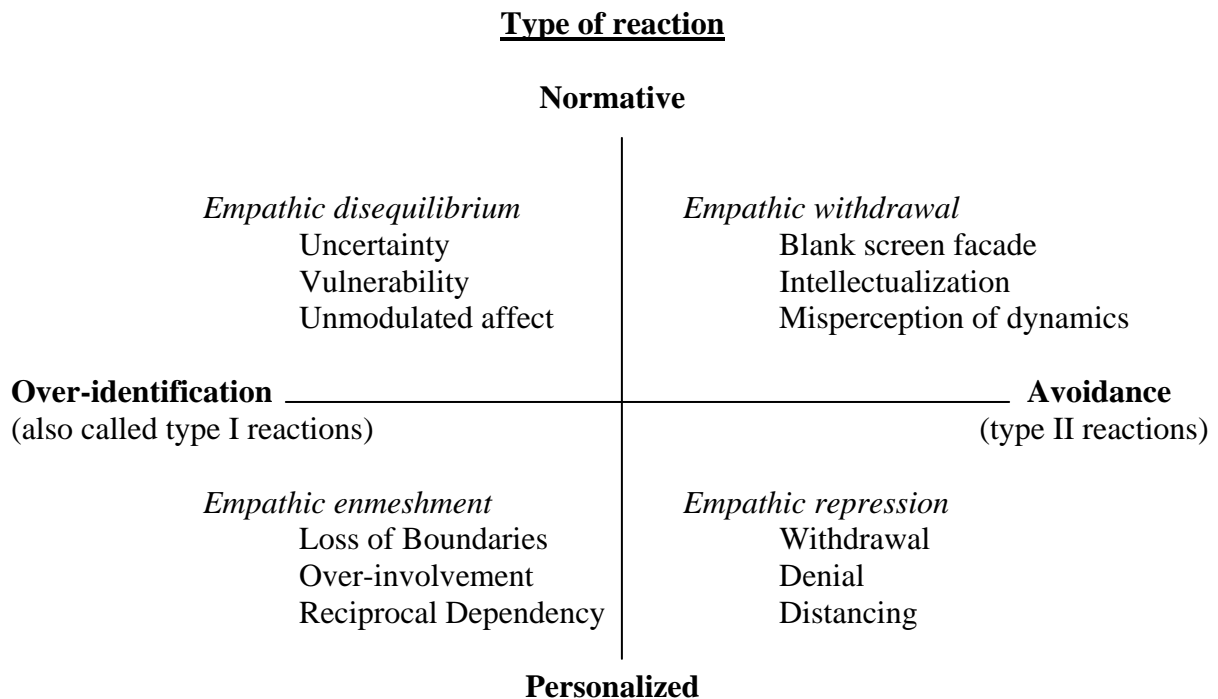 Type of reaction
Normative
Empathic disequilibrium
Uncertainty
Vulnerability
Unmodulated affect
Empathic withdrawal
Blank screen facade
Intellectualization
Misperception of dynamics
Over-identification
(also called type I reactions)
Avoidance
(type II reactions)
Empathic enmeshment
Loss of Boundaries
Over-involvement
Reciprocal Dependency
Empathic repression
Withdrawal
Denial
Distancing
Personalized